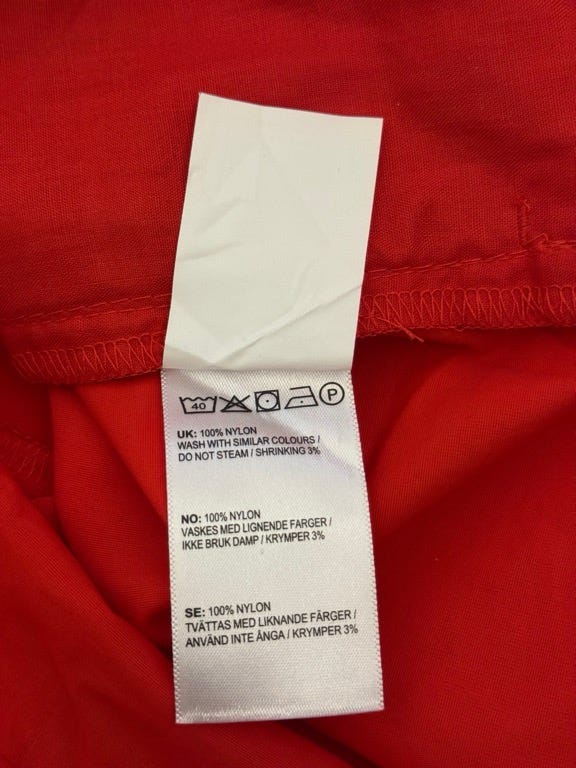 40 P
UK: 100% NYLON
WASH WITH SIMILAR COLOURS /
DO NOT STEAM / SHRINKING 3%
NO: 100% NYLON
VASKES MED LIGNENDE FARGER /
IKKE BRUK DAMP / KRYMPER 3%
SE: 100% NYLON
TVÄTTAS MED LIKNANDE FÄRGER /
ANVÄND INTE ÅNGA / KRYMPER 3%